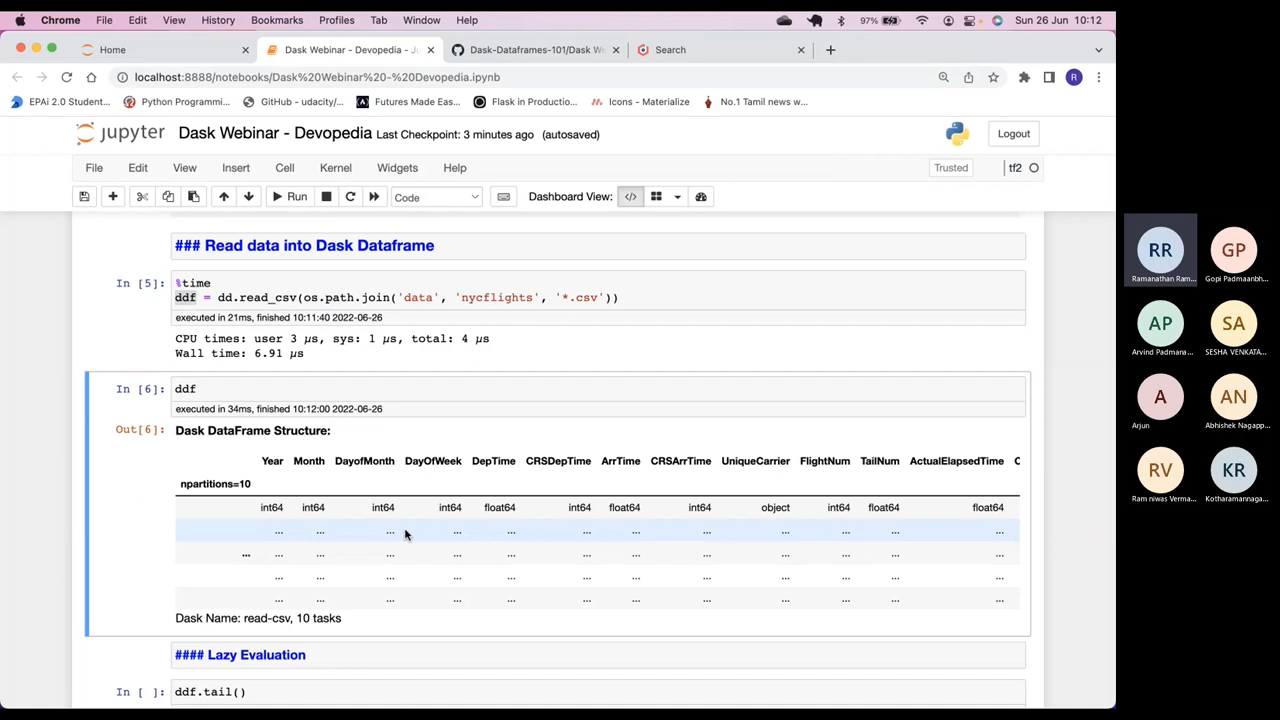 Chrome File Edit View History Bookmarks Profiles Tab Window Help 97% Sun 26 Jun 10:12
Home Dask Webinar - Devopedia - J Dask-Dataframes-101/Dask W Search
localhost:8888/notebooks/Dask%20Webinar%20-%20Devopedia.ipynb R
EPAi 2.0 Student... Python Programmi... GitHub - udacity/... Futures Made Eas... Flask in Productio... Icons - Materialize No.1 Tamil news w...
jupyter Dask Webinar - Devopedia Last Checkpoint: 3 minutes ago (autosaved) Logout
File Edit View Insert Cell Kernel Widgets Help Trusted tf2
Run Code Dashboard View:
### Read data into Dask Dataframe
In [5]: %time
ddf = dd.read_csv(os.path.join('data', 'nycflights', '*.csv'))
executed in 21ms, finished 10:11:40 2022-06-26
CPU times: user 3 µs, sys: 1 µs, total: 4 µs
Wall time: 6.91 µs
In [6]: ddf
executed in 34ms, finished 10:12:00 2022-06-26
Out[6]: Dask DataFrame Structure:
Year Month DayofMonth DayOfWeek DepTime CRSDepTime ArrTime CRSArrTime UniqueCarrier FlightNum TailNum ActualElapsedTime C
npartitions=10
int64 int64 int64 int64 float64 int64 float64 int64 object int64 float64 float64
... ... ... ... ... ... ... ... ... ... ... ...
... ... ... ... ... ... ... ... ... ... ... ... ...
... ... ... ... ... ... ... ... ... ... ... ...
... ... ... ... ... ... ... ... ... ... ... ...
Dask Name: read-csv, 10 tasks
#### Lazy Evaluation
In [ ]: ddf.tail()
RR GP
Ramanathan Ram... Gopi Padmaanbh...
AP SA
Arvind Padmana... SESHA VENKATA...
A AN
Arjun Abhishek Nagapp...
RV KR
Ram niwas Verma... Kotharamannaga...